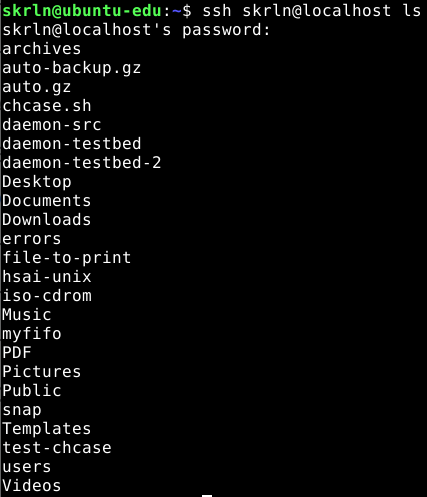 skrln@ubuntu-edu:~$ ssh skrln@localhost ls
skrln@localhost's password:
archives
auto-backup.gz
auto.gz
chcase.sh
daemon-src
daemon-testbed
daemon-testbed-2
Desktop
Documents
Downloads
errors
file-to-print
hsai-unix
iso-cdrom
Music
myfifo
PDF
Pictures
Public
snap
Templates
test-chcase
users
Videos